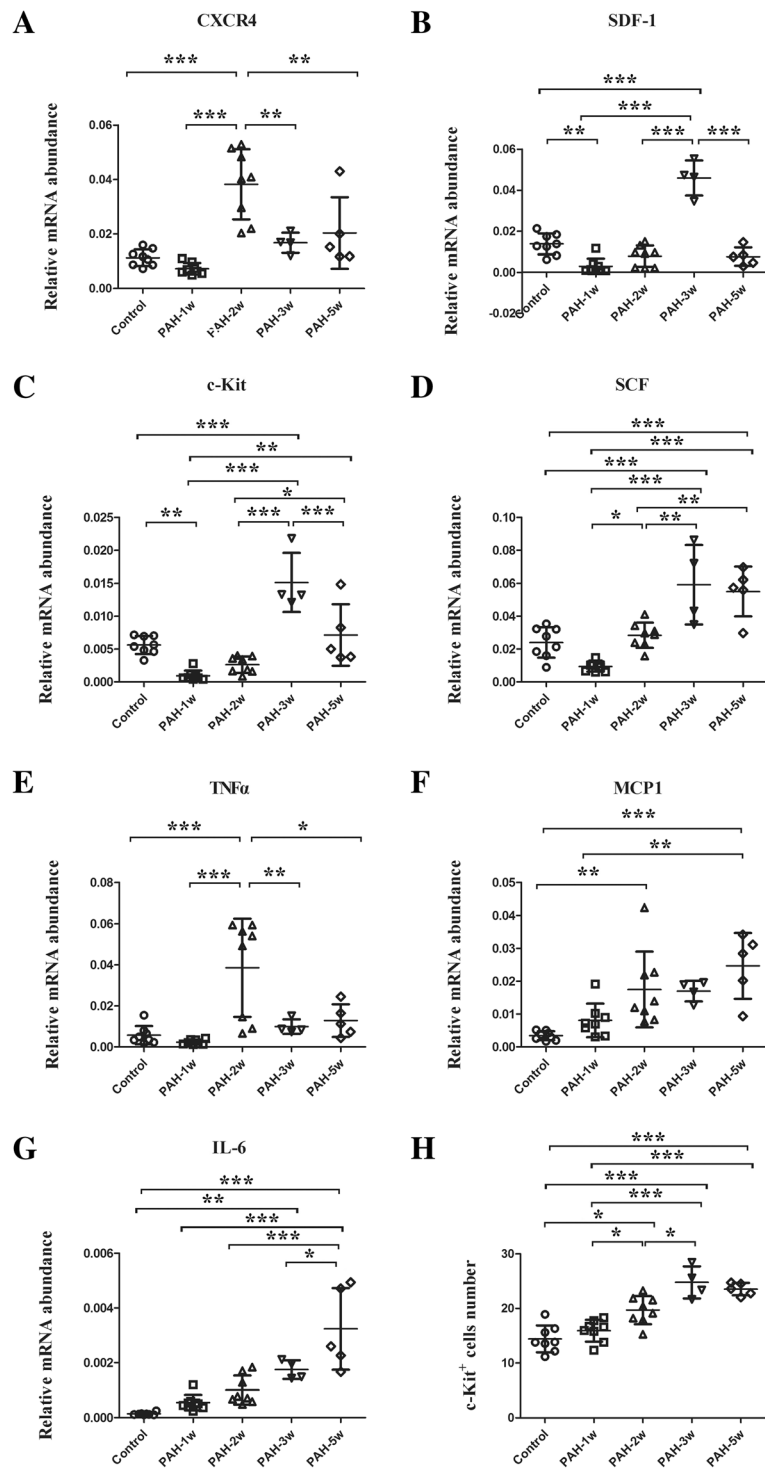 A
CXCR4
*** **
*** **
Relative mRNA abundance
0.06
0.04
0.02
0.00
Control PAH-1w PAH-2w PAH-3w PAH-5w
B
SDF-1
***
***
** *** ***
Relative mRNA abundance
0.06
0.04
0.02
0.00
-0.02
Control PAH-1w PAH-2w PAH-3w PAH-5w
C
c-Kit
***
**
***
*
** *** ***
Relative mRNA abundance
0.025
0.020
0.015
0.010
0.005
0.000
Control PAH-1w PAH-2w PAH-3w PAH-5w
D
SCF
***
***
***
***
**
* **
Relative mRNA abundance
0.10
0.08
0.06
0.04
0.02
0.00
Control PAH-1w PAH-2w PAH-3w PAH-5w
E
TNFα
*** *
*** **
Relative mRNA abundance
0.08
0.06
0.04
0.02
0.00
Control PAH-1w PAH-2w PAH-3w PAH-5w
F
MCP1
***
**
**
Relative mRNA abundance
0.05
0.04
0.03
0.02
0.01
0.00
Control PAH-1w PAH-2w PAH-3w PAH-5w
G
IL-6
***
**
***
***
*
Relative mRNA abundance
0.006
0.004
0.002
0.000
Control PAH-1w PAH-2w PAH-3w PAH-5w
H
***
***
***
***
*
* *
c-Kit+ cells number
30
20
10
0
Control PAH-1w PAH-2w PAH-3w PAH-5w